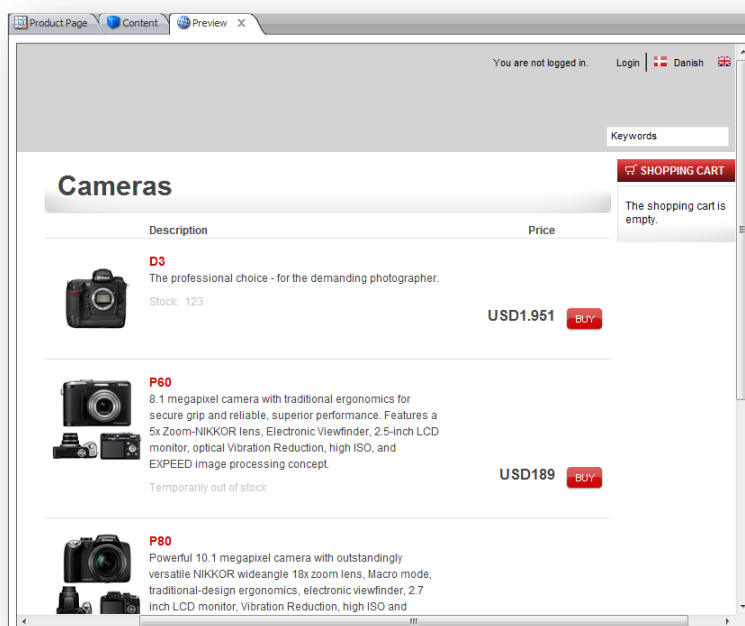 Product Page Content Preview X
You are not logged in. Login Danish
Keywords
SHOPPING CART
The shopping cart is
empty.
Cameras
Description Price
D3
The professional choice - for the demanding photographer.
Stock: 123
USD1.951 BUY
P60
8.1 megapixel camera with traditional ergonomics for
secure grip and reliable, superior performance. Features a
5x Zoom-NIKKOR lens, Electronic Viewfinder, 2.5-inch LCD
monitor, optical Vibration Reduction, high ISO, and
EXPEED image processing concept.
Temporarily out of stock
USD189 BUY
P80
Powerful 10.1 megapixel camera with outstandingly
versatile NIKKOR wideangle 18x zoom lens, Macro mode,
traditional-design ergonomics, electronic viewfinder, 2.7
inch LCD monitor, Vibration Reduction, high ISO and